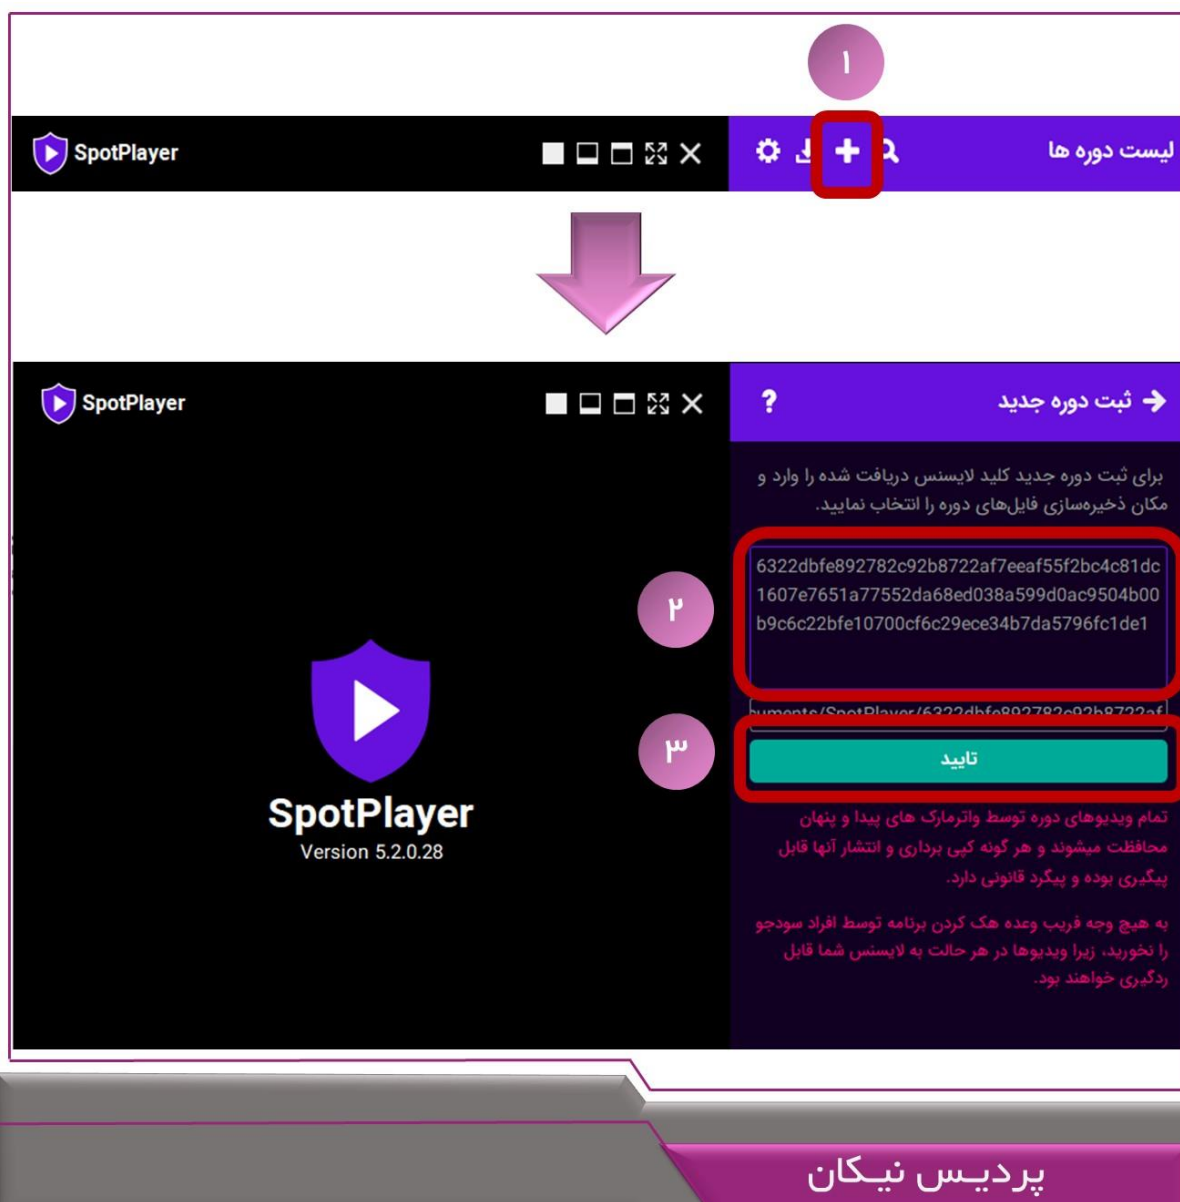 ۱
SpotPlayer
لیست دوره ها
SpotPlayer
ثبت دوره جدید
?
برای ثبت دوره جدید کلید لایسنس دریافت شده را وارد و
مکان ذخیره‌سازی فایل‌های دوره را انتخاب نمایید.
6322dbfe892782c92b8722af7eeaf55f2bc4c81dc
1607e7651a77552da68ed038a599d0ac9504b00
b9c6c22bfe10700cf6c29ece34b7da5796fc1de1
۲
uments/SpotPlayer/6322dbfe892782c92b8722af
۳
تایید
SpotPlayer
Version 5.2.0.28
تمام ویدیوهای دوره توسط واترمارک های پیدا و پنهان
محافظت میشوند و هر گونه کپی برداری و انتشار آنها قابل
پیگیری بوده و پیگرد قانونی دارد.
به هیچ وجه فریب وعده هک کردن برنامه توسط افراد سودجو
را نخورید، زیرا ویدیوها در هر حالت به لایسنس شما قابل
ردگیری خواهند بود.
پردیس نیکان